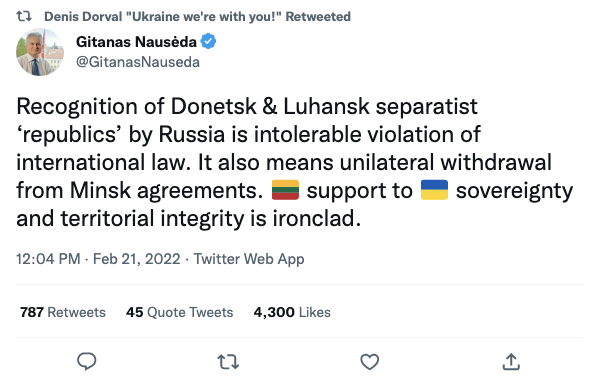 Denis Dorval "Ukraine we're with you!" Retweeted
Gitanas Nausėda
@GitanasNauseda
Recognition of Donetsk & Luhansk separatist
‘republics’ by Russia is intolerable violation of
international law. It also means unilateral withdrawal
from Minsk agreements. 🇱🇹 support to 🇺🇦 sovereignty
and territorial integrity is ironclad.
12:04 PM · Feb 21, 2022 · Twitter Web App
787 Retweets 45 Quote Tweets 4,300 Likes